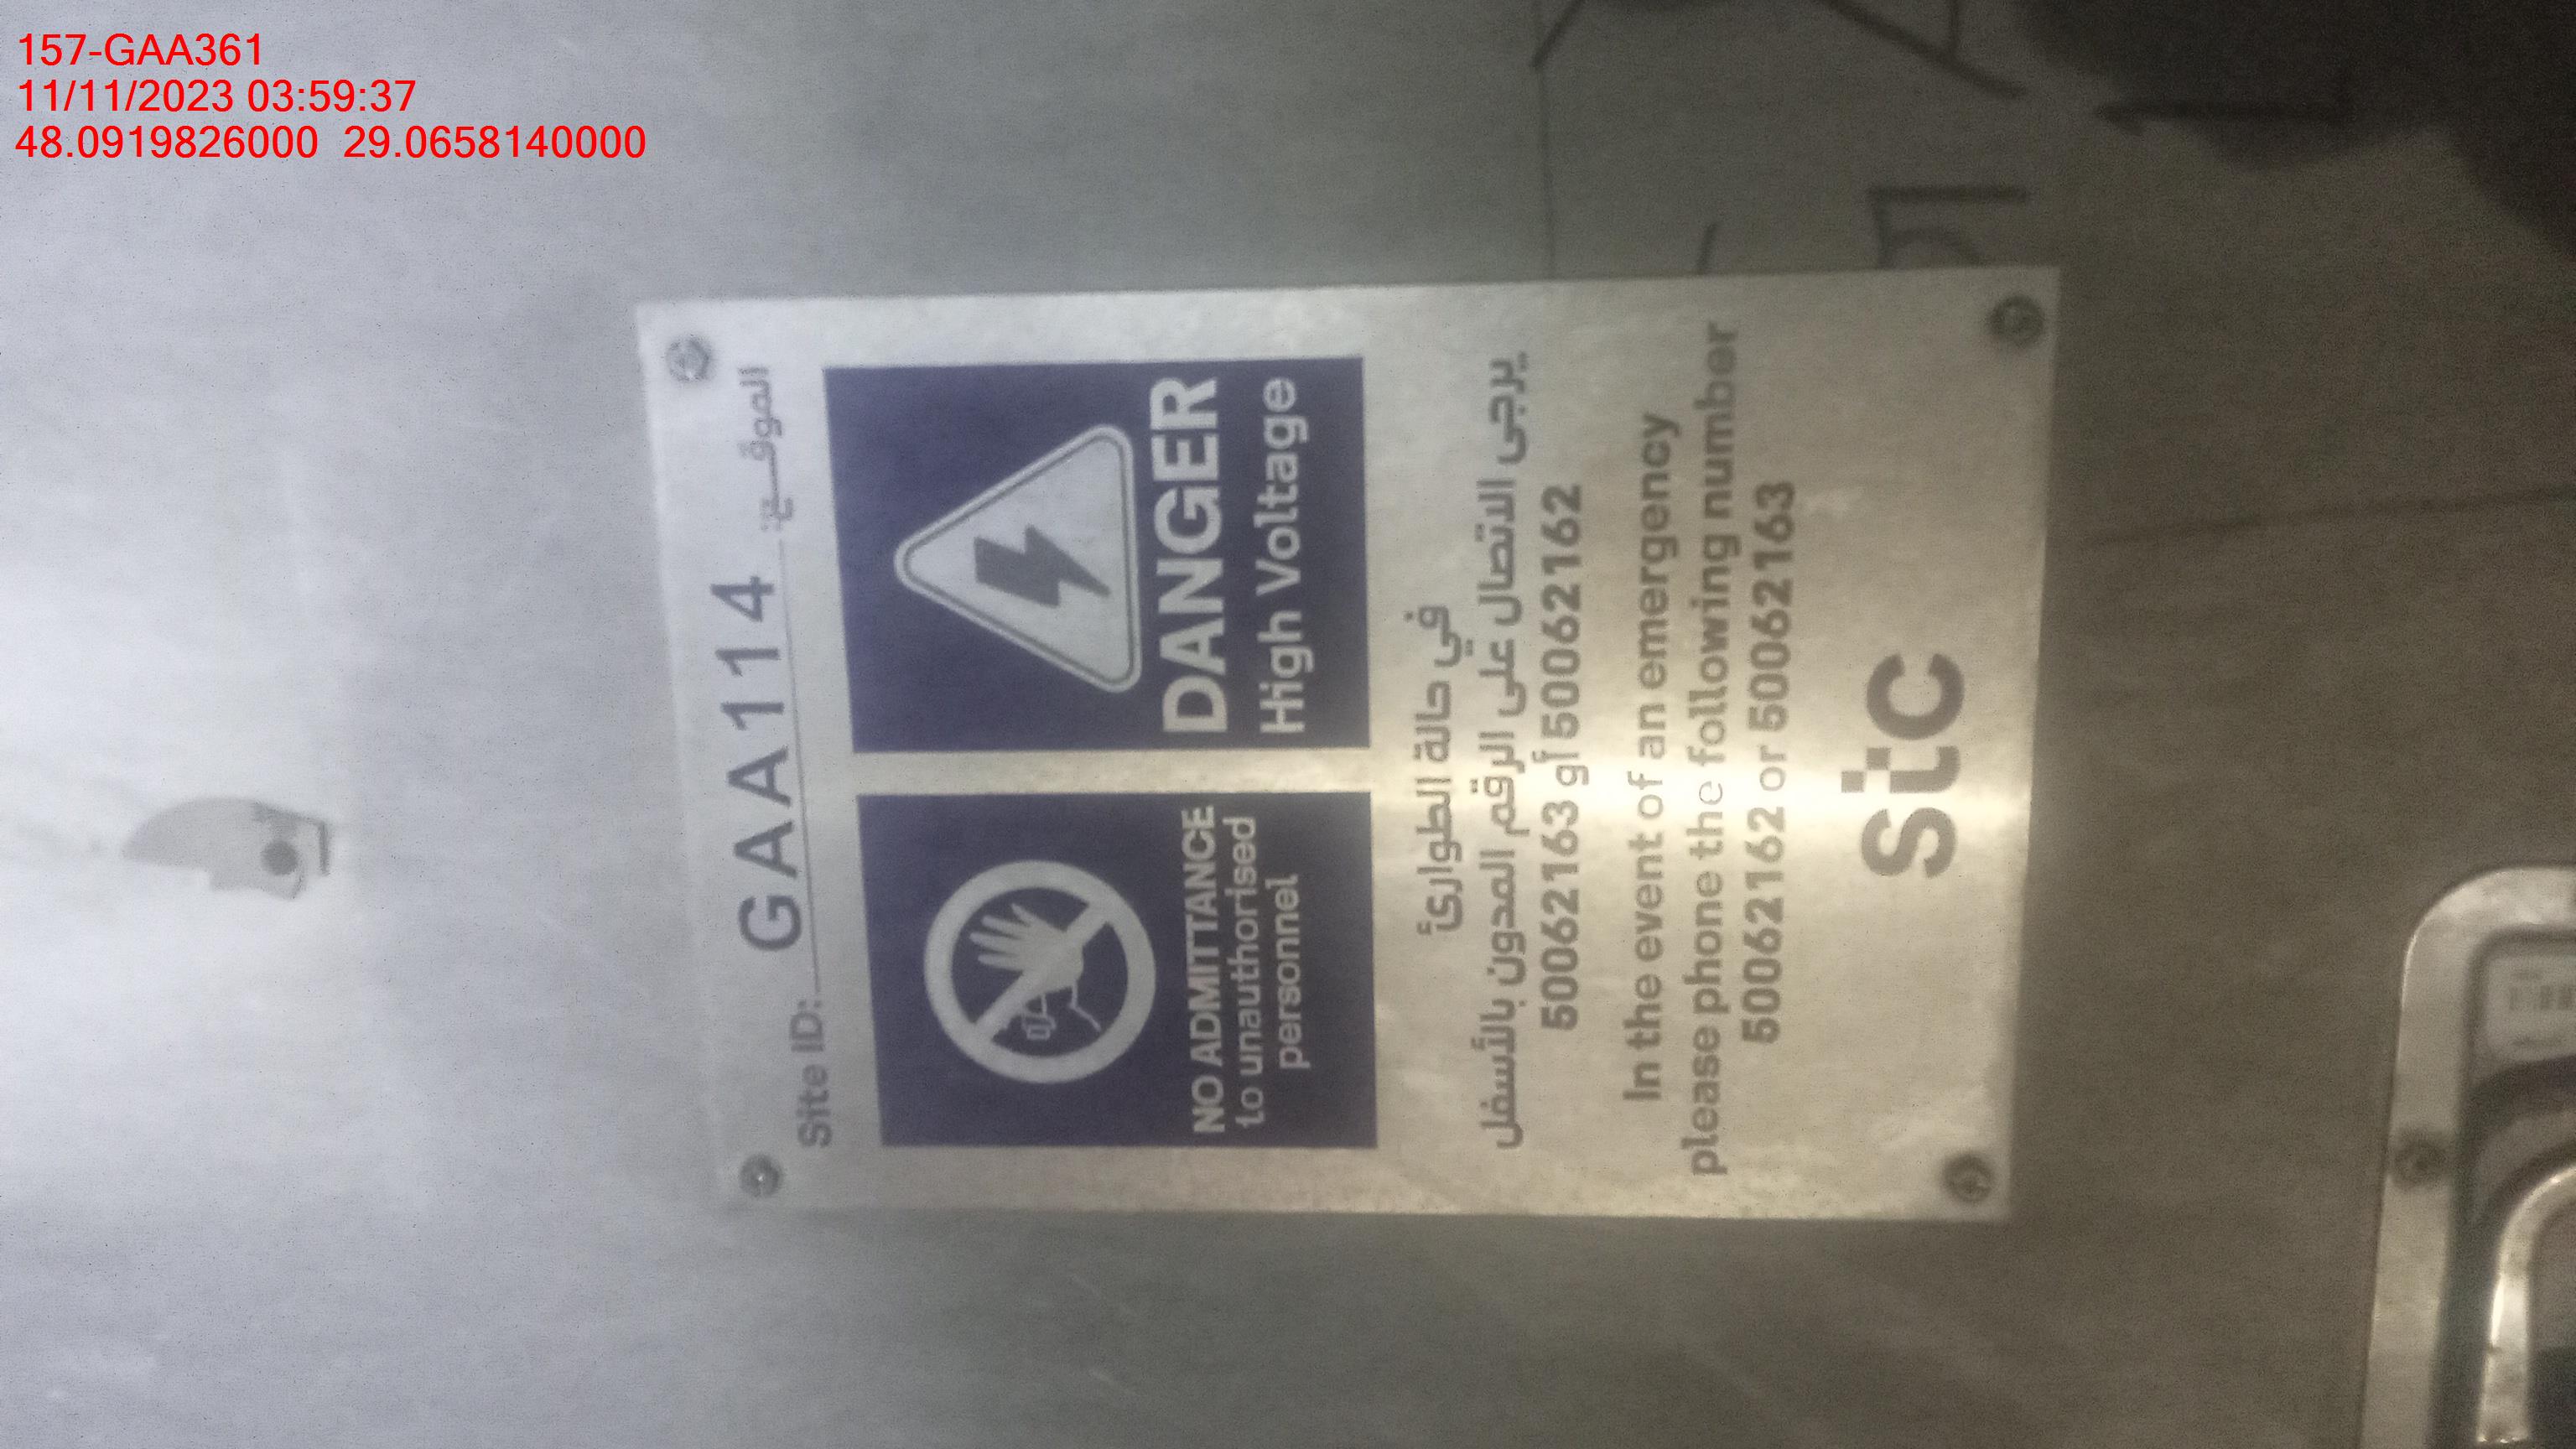 157-GAA361
11/11/2023 03:59:37
48.0919826000 29.0658140000
Site ID: GAA114 الموقـــع:
NO ADMITTANCE
to unauthorised
personnel
DANGER
High Voltage
في حالة الطوارئ
يرجى الاتصال على الرقم المدون بالأسفل
50062162 أو 50062163
In the event of an emergency
please phone the following number
50062162 or 50062163
stc